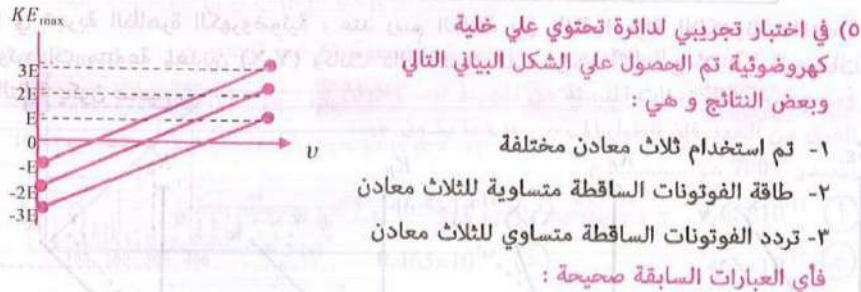 ٥) في اختبار تجريبي لدائرة تحتوي علي خلية
كهروضوئية تم الحصول علي الشكل البياني التالي
وبعض النتائج و هي :
١- تم استخدام ثلاث معادن مختلفة
٢- طاقة الفوتونات الساقطة متساوية للثلاث معادن
٣- تردد الفوتونات الساقطة متساوي للثلاث معادن
فأي العبارات السابقة صحيحة :
KEmax
3E
E
0
υ
-E
-2E
-3E